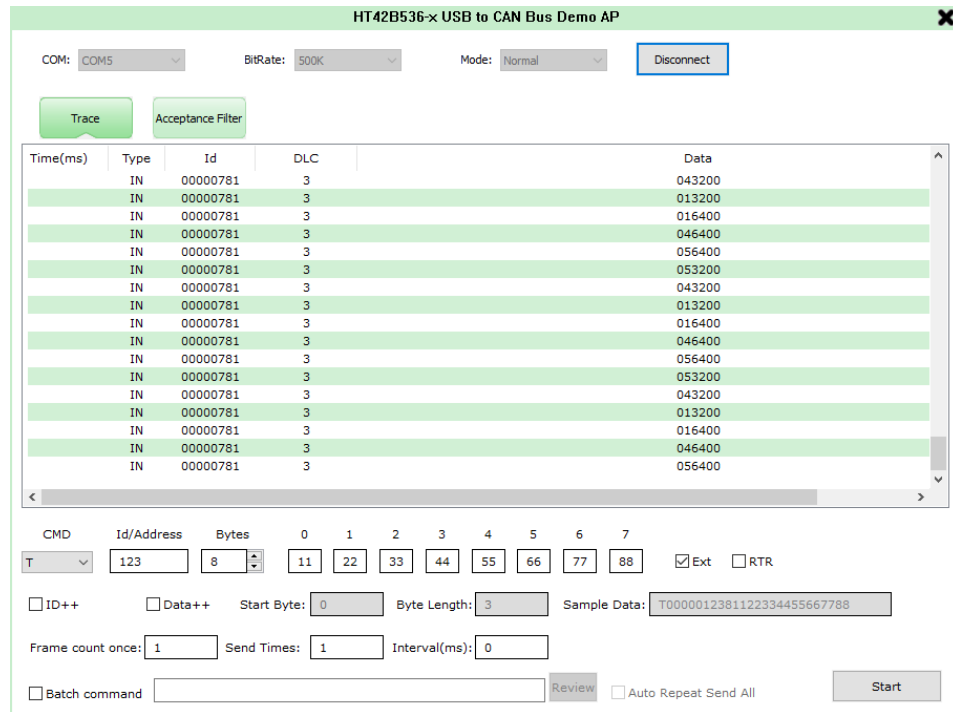 HT42B536-x USB to CAN Bus Demo AP
COM: COM5 BitRate: 500K Mode: Normal Disconnect
Trace Acceptance Filter
Time(ms) Type Id DLC Data
IN 00000781 3 043200
IN 00000781 3 013200
IN 00000781 3 016400
IN 00000781 3 046400
IN 00000781 3 056400
IN 00000781 3 053200
IN 00000781 3 043200
IN 00000781 3 013200
IN 00000781 3 016400
IN 00000781 3 046400
IN 00000781 3 056400
IN 00000781 3 053200
IN 00000781 3 043200
IN 00000781 3 013200
IN 00000781 3 016400
IN 00000781 3 046400
IN 00000781 3 056400
CMD Id/Address Bytes 0 1 2 3 4 5 6 7
T 123 8 11 22 33 44 55 66 77 88 Ext RTR
ID++ Data++ Start Byte: 0 Byte Length: 3 Sample Data: T0000012381122334455667788
Frame count once: 1 Send Times: 1 Interval(ms): 0
Batch command Review Auto Repeat Send All Start